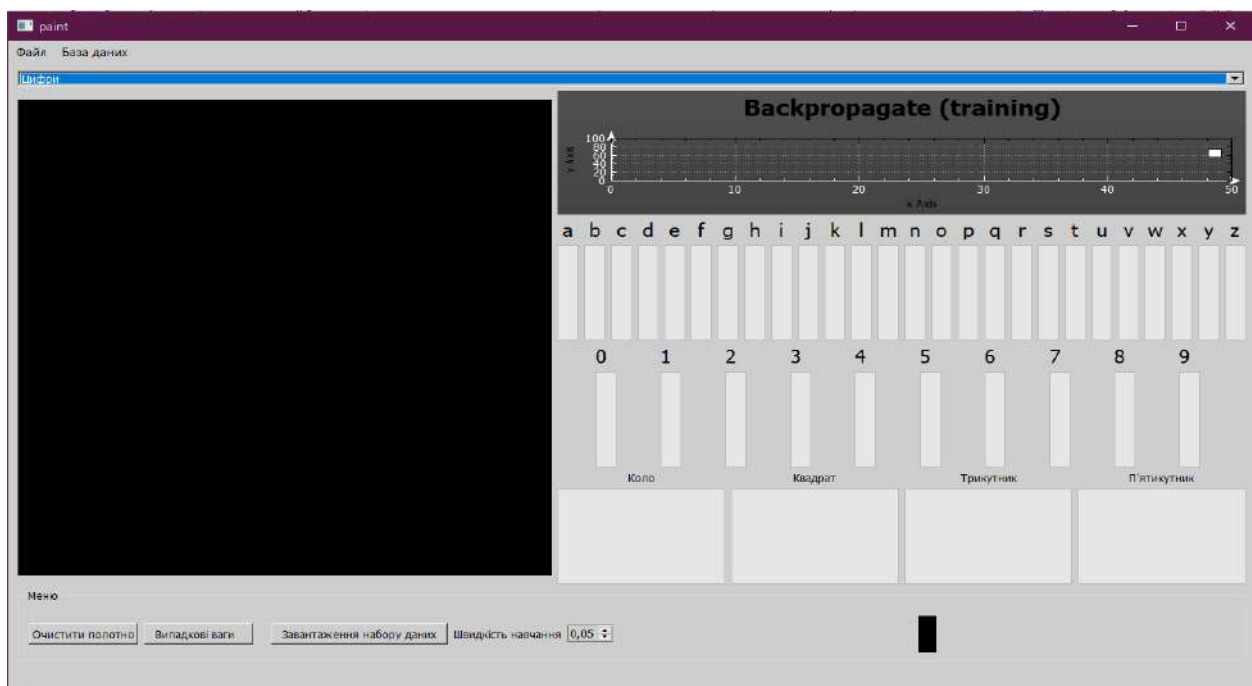 paint
Файл База даних
Цифри
Backpropagate (training)
y Axis
100
80
60
40
20
0
0 10 20 30 40 50
x Axis
a b c d e f g h i j k l m n o p q r s t u v w x y z
0 1 2 3 4 5 6 7 8 9
Коло Квадрат Трикутник П'ятикутник
Меню
Очистити полотно Випадкові ваги Завантаження набору даних Швидкість навчання 0,05